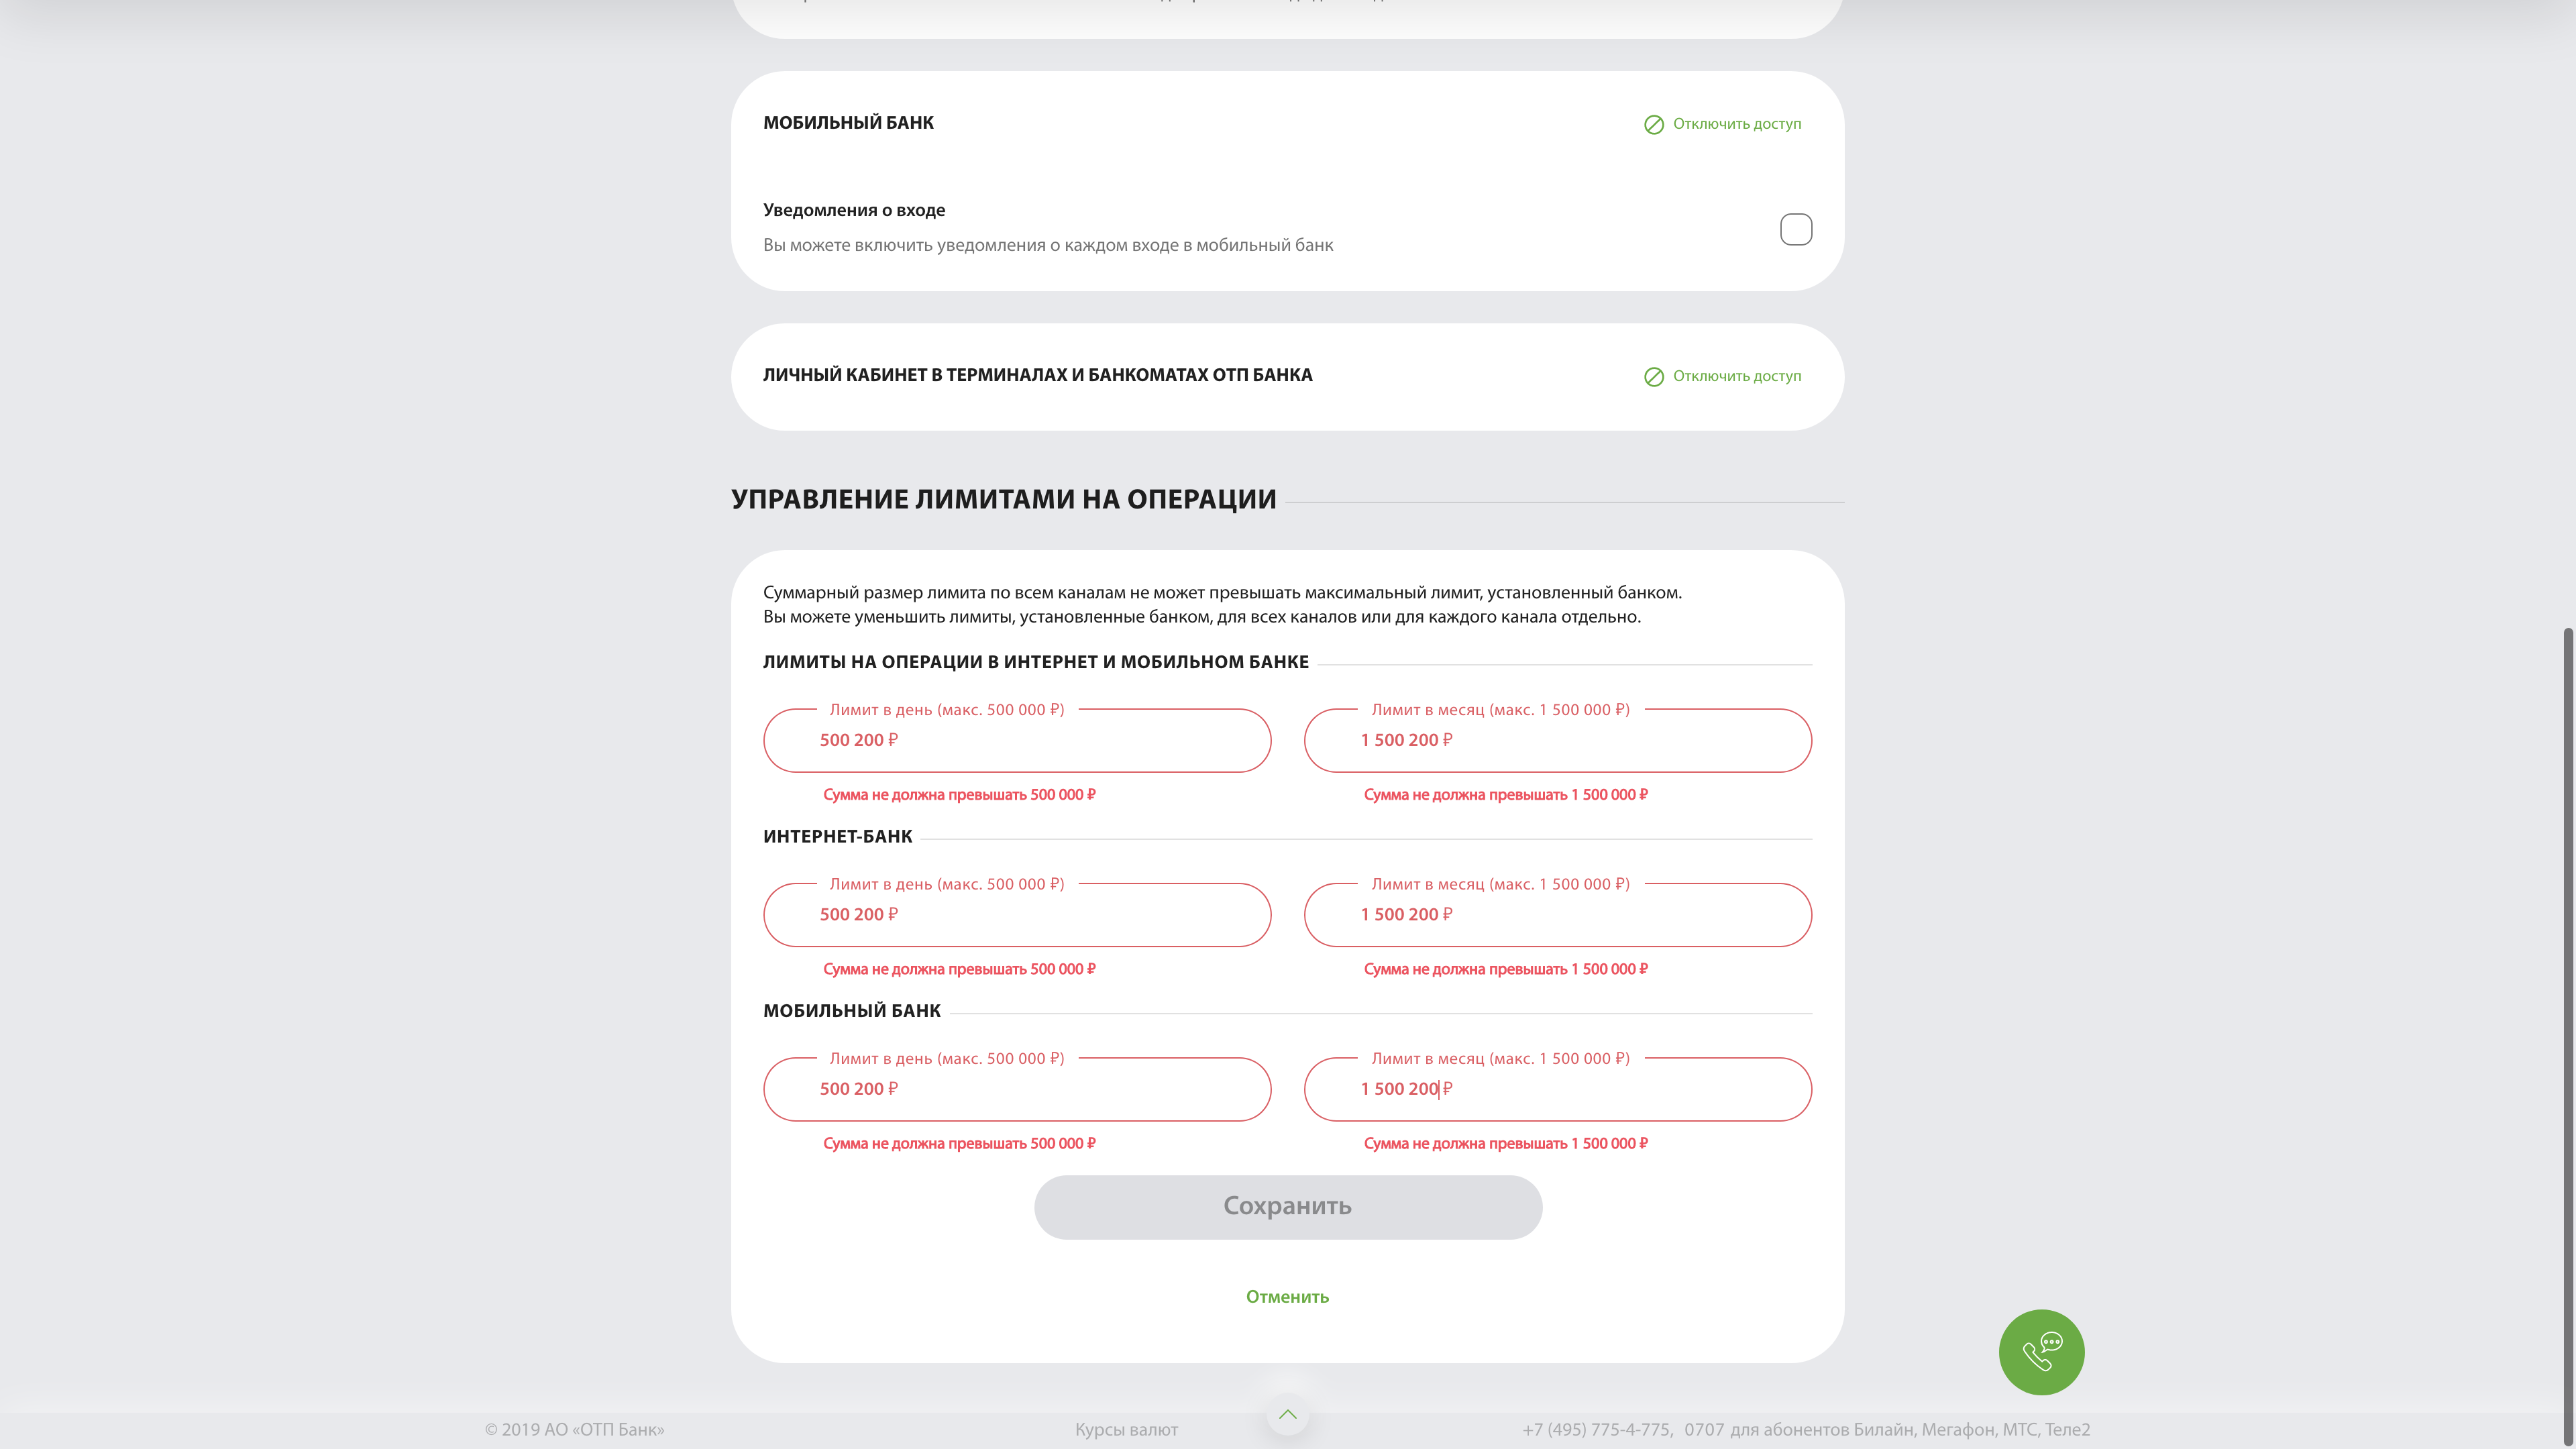 МОБИЛЬНЫЙ БАНК
Отключить доступ
Уведомления о входе
Вы можете включить уведомления о каждом входе в мобильный банк
ЛИЧНЫЙ КАБИНЕТ В ТЕРМИНАЛАХ И БАНКОМАТАХ ОТП БАНКА
Отключить доступ
УПРАВЛЕНИЕ ЛИМИТАМИ НА ОПЕРАЦИИ
Суммарный размер лимита по всем каналам не может превышать максимальный лимит, установленный банком.
Вы можете уменьшить лимиты, установленные банком, для всех каналов или для каждого канала отдельно.
ЛИМИТЫ НА ОПЕРАЦИИ В ИНТЕРНЕТ И МОБИЛЬНОМ БАНКЕ
Лимит в день (макс. 500 000 ₽)
500 200 ₽
Сумма не должна превышать 500 000 ₽
Лимит в месяц (макс. 1 500 000 ₽)
1 500 200 ₽
Сумма не должна превышать 1 500 000 ₽
ИНТЕРНЕТ-БАНК
Лимит в день (макс. 500 000 ₽)
500 200 ₽
Сумма не должна превышать 500 000 ₽
Лимит в месяц (макс. 1 500 000 ₽)
1 500 200 ₽
Сумма не должна превышать 1 500 000 ₽
МОБИЛЬНЫЙ БАНК
Лимит в день (макс. 500 000 ₽)
500 200 ₽
Сумма не должна превышать 500 000 ₽
Лимит в месяц (макс. 1 500 000 ₽)
1 500 200 ₽
Сумма не должна превышать 1 500 000 ₽
Сохранить
Отменить
© 2019 АО «ОТП Банк»
Курсы валют
+7 (495) 775-4-775, 0707 для абонентов Билайн, Мегафон, МТС, Теле2